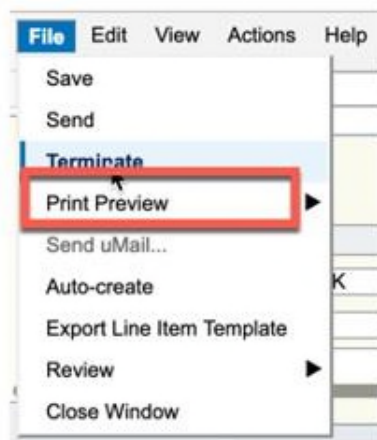 File Edit View Actions Help
Save
Send
Terminate
Print Preview
Send uMail...
Auto-create
K
Export Line Item Template
Review
Close Window